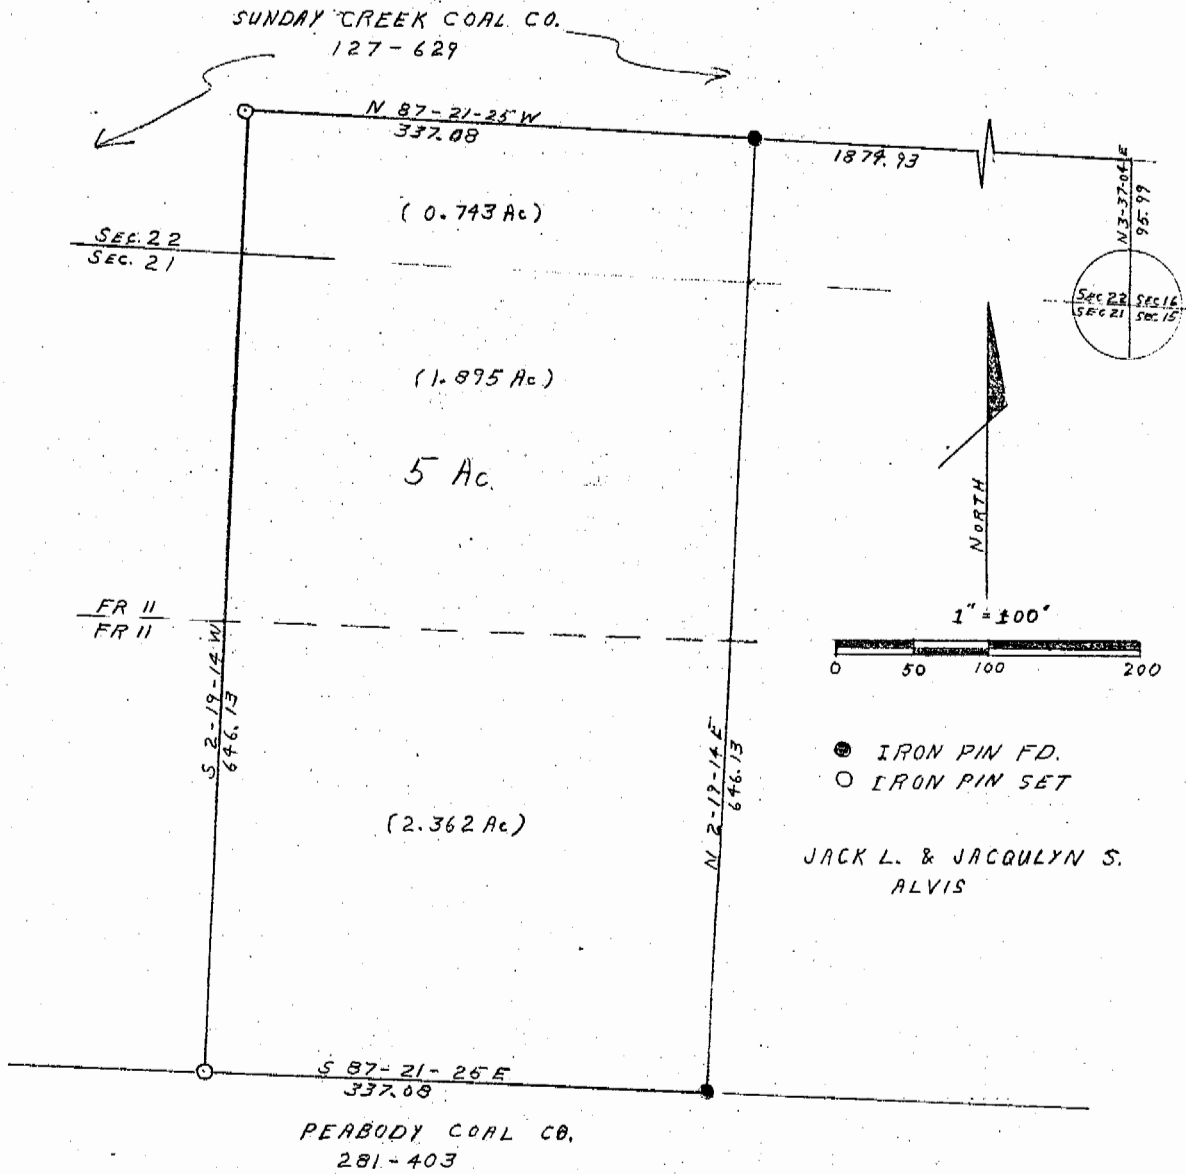 SUNDAY CREEK COAL CO.
127-629
N 87-21-25 W
337.08
1874.93
N 3-37-04 E
95.99
(0.743 Ac)
SEC. 22
SEC. 21
SEC 22 SEC 16
SEC 21 SEC 15
(1.895 Ac)
5 Ac.
NORTH
FR 11
FR 11
1" = 100'
0 50 100 200
S 2-19-14 W
646.13
N 2-19-14 E
646.13
IRON PIN FD.
IRON PIN SET
(2.362 Ac)
JACK L. & JACQULYN S.
ALVIS
S 87-21-25 E
337.08
PEABODY COAL CO.
281-403